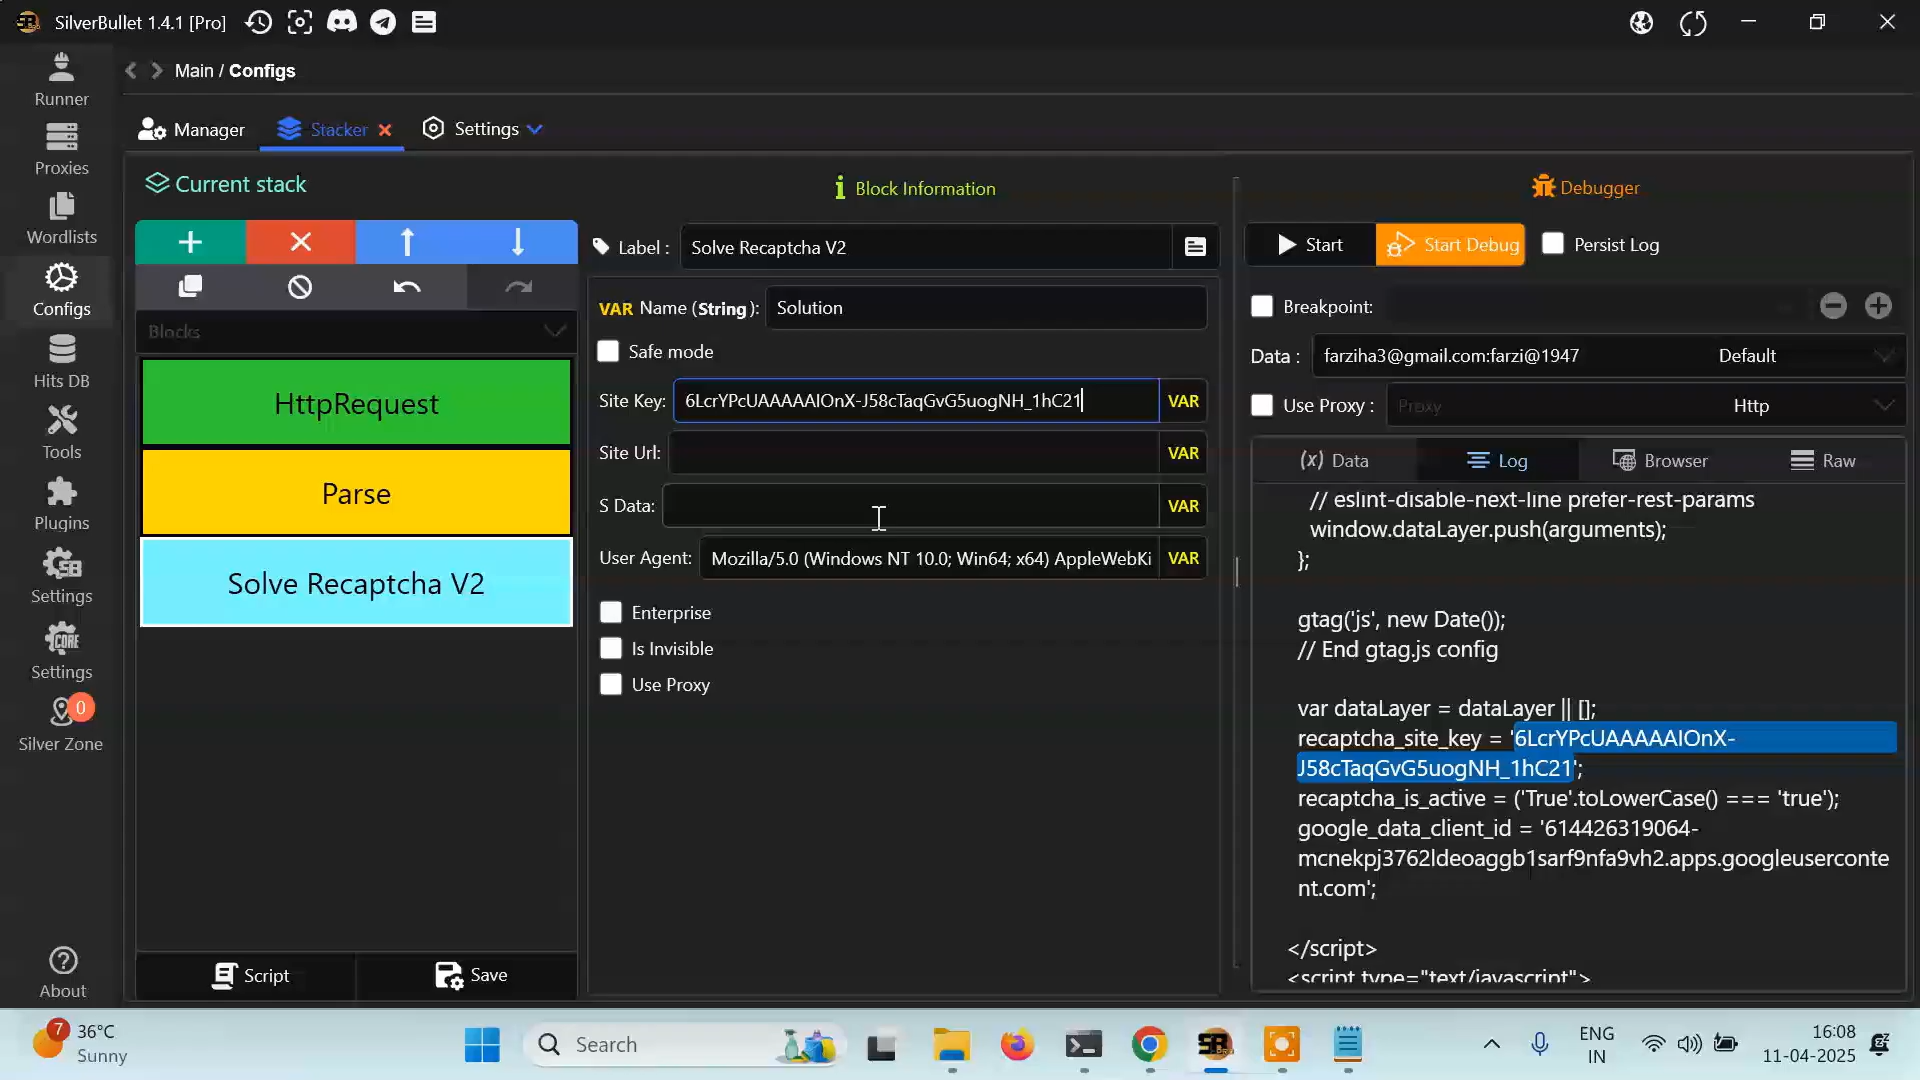 SilverBullet 1.4.1 [Pro]
Runner
Proxies
Wordlists
Configs
Hits DB
Tools
Plugins
Settings
CORE
Settings
0
Silver Zone
About
Main / Configs
Manager
Stacker
Settings
Current stack
Blocks
HttpRequest
Parse
Solve Recaptcha V2
Script
Save
Block Information
Label :
Solve Recaptcha V2
VAR Name (String ):
Solution
Safe mode
Site Key:
6LcrYPcUAAAAAIOnX-J58cTaqGvG5uogNH_1hC21
VAR
Site Url:
VAR
S Data:
VAR
User Agent:
Mozilla/5.0 (Windows NT 10.0; Win64; x64) AppleWebKi
VAR
Enterprise
Is Invisible
Use Proxy
Debugger
Start
Start Debug
Persist Log
Breakpoint:
Data :
farziha3@gmail.com:farzi@1947
Default
Use Proxy :
Proxy
Http
(x) Data
Log
Browser
Raw
// eslint-disable-next-line prefer-rest-params
window.dataLayer.push(arguments);
};
gtag('js', new Date());
// End gtag.js config
var dataLayer = dataLayer || [];
recaptcha_site_key = '6LcrYPcUAAAAAIOnX-
J58cTaqGvG5uogNH_1hC21';
recaptcha_is_active = ('True'.toLowerCase() === 'true');
google_data_client_id = '614426319064-
mcnekpj3762ldeoaggb1sarf9nfa9vh2.apps.googleuserconte
nt.com';
</script>
<script type="text/javascript">
7
36°C
Sunny
Search
ENG
IN
16:08
11-04-2025